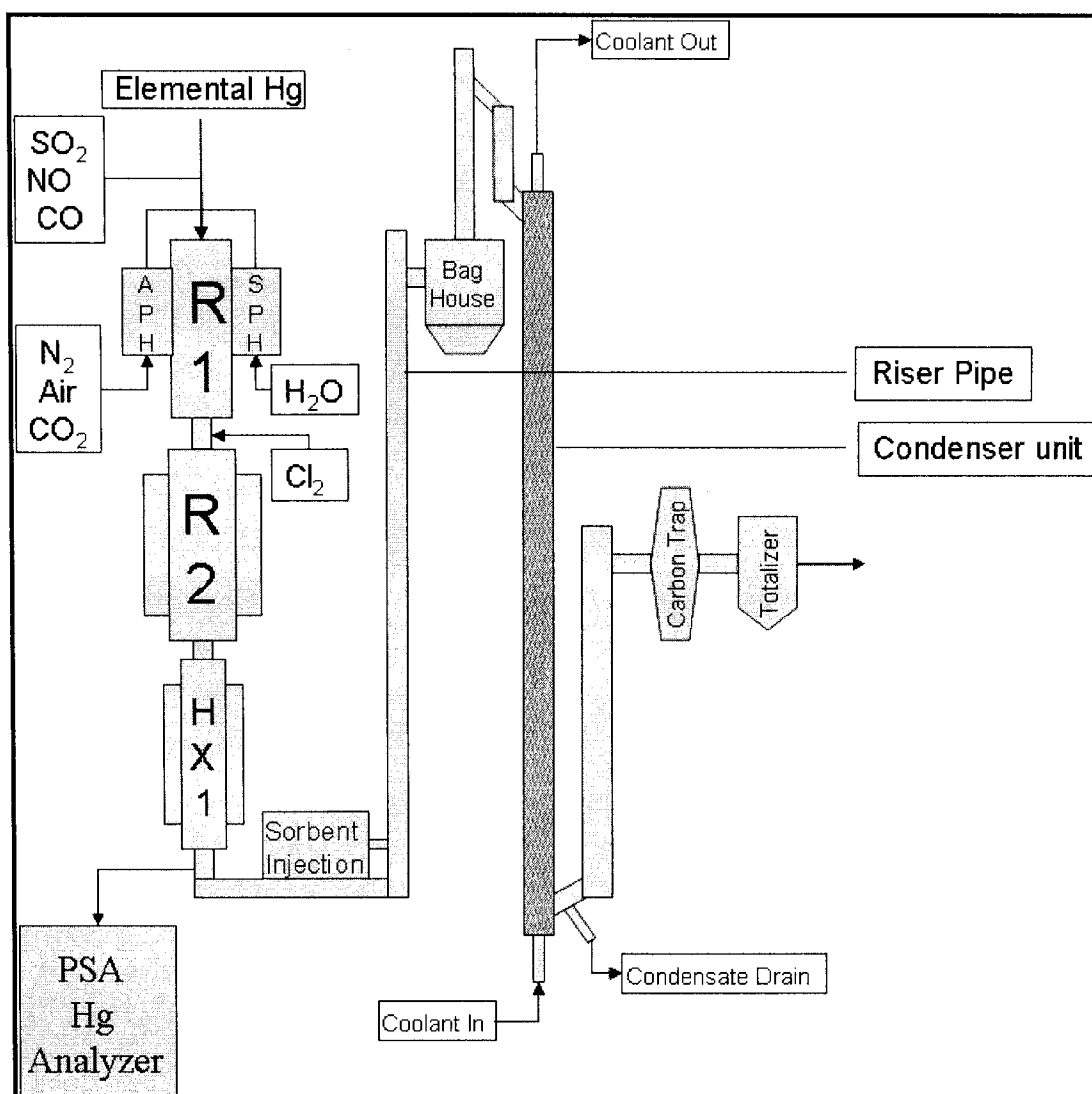 Coolant Out
Elemental Hg
SO₂
NO
CO
A
P
H
R
1
S
P
H
N₂
Air
CO₂
H₂O
Cl₂
R
2
H
X
1
Bag
House
Riser Pipe
Condenser unit
Carbon Trap
Totalizer
Sorbent
Injection
PSA
Hg
Analyzer
Coolant In
Condensate Drain